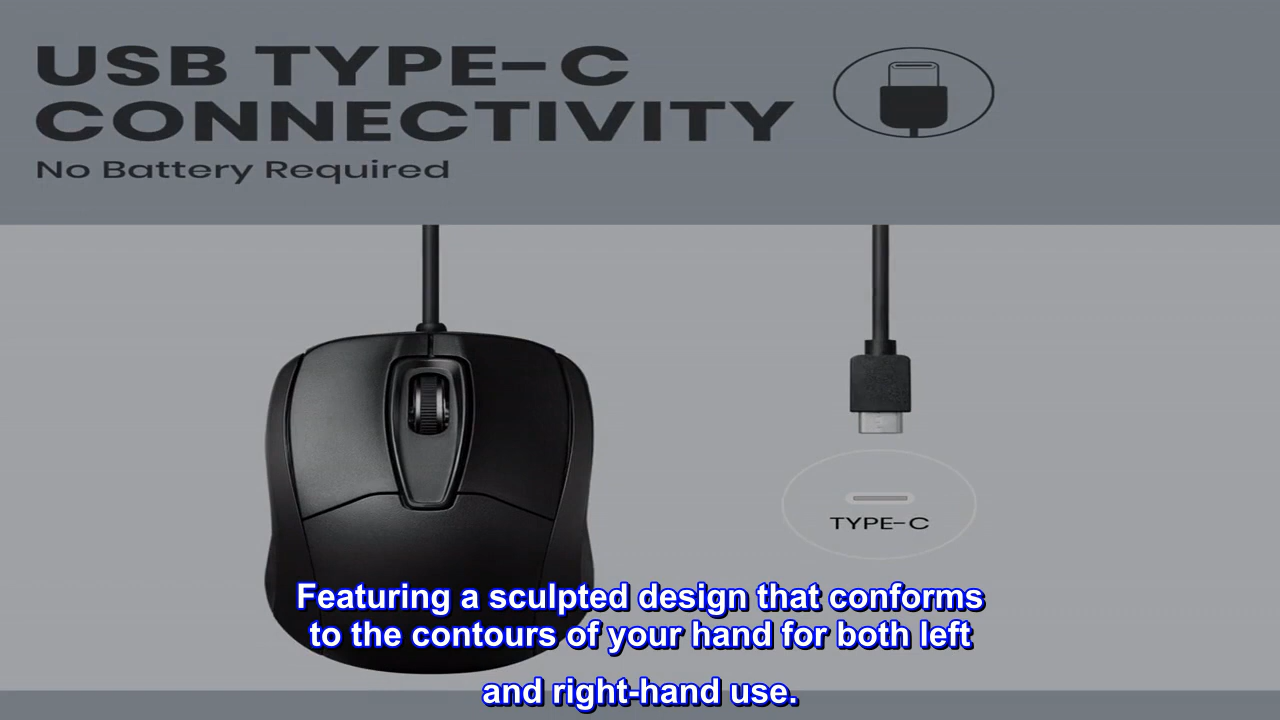 USB TYPE-C
CONNECTIVITY
No Battery Required
TYPE-C
Featuring a sculpted design that conforms
to the contours of your hand for both left
and right-hand use.